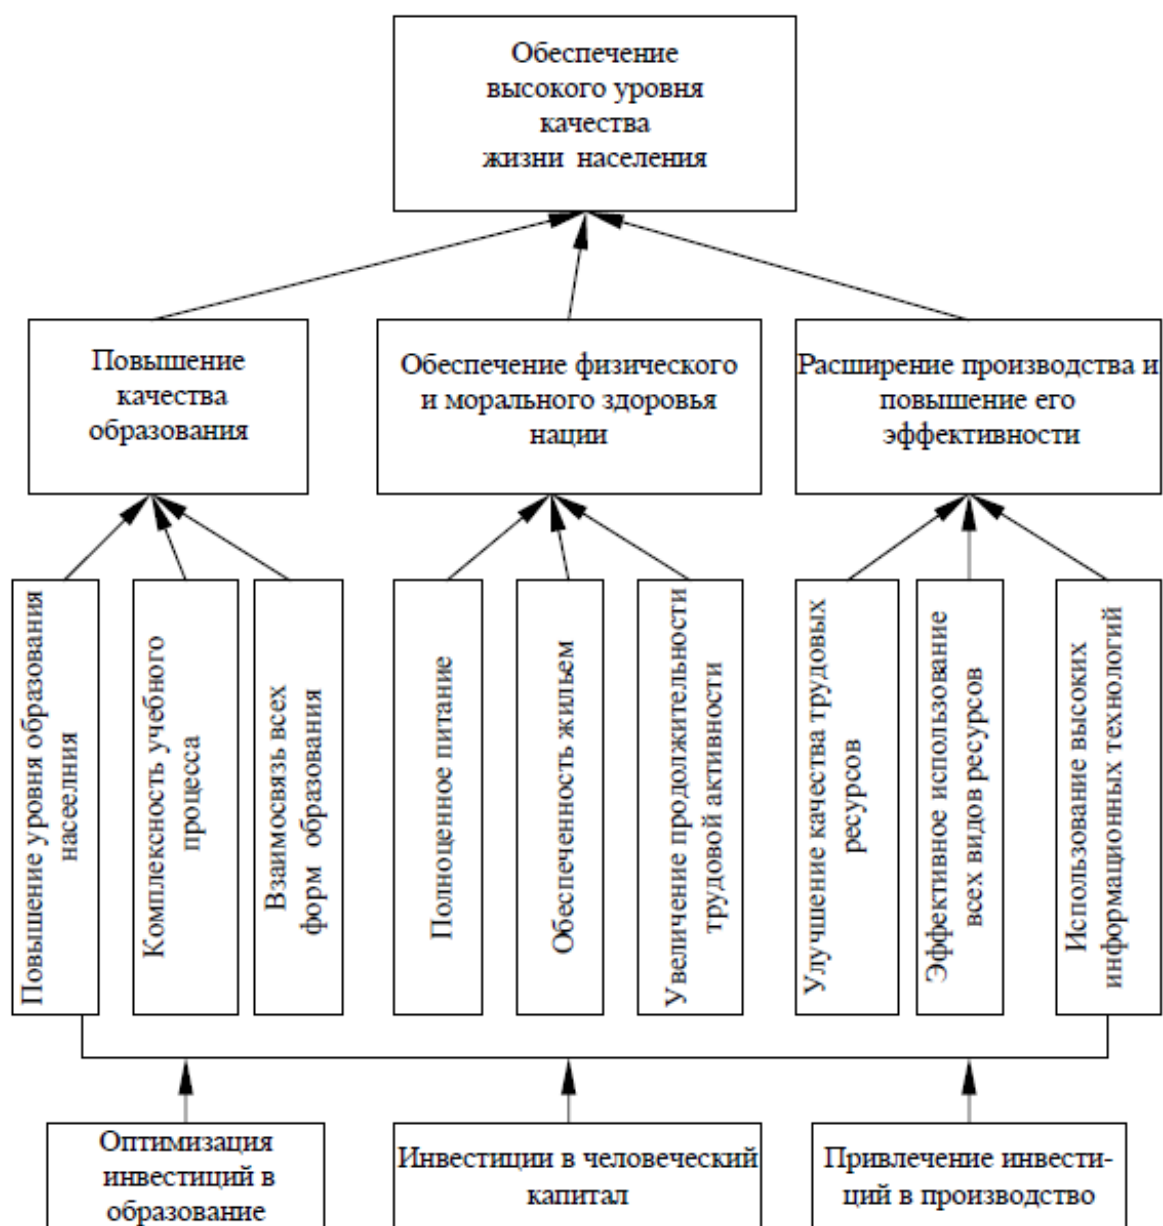 Обеспечение
высокого уровня
качества
жизни населения
Повышение
качества
образования
Обеспечение физического
и морального здоровья
нации
Расширение производства и
повышение его
эффективности
Повышение уровня образования
насеелния
Комплексность учебного
процесса
Взаимосвязь всех
форм образования
Полноценное питание
Обеспеченность жильем
Увеличение продолжительности
трудовой активности
Улучшение качества трудовых
ресурсов
Эффективное использование
всех видов ресурсов
Использование высоких
информационных технологий
Оптимизация
инвестиций в
образование
Инвестиции в человеческий
капитал
Привлечение инвести-
ций в производство